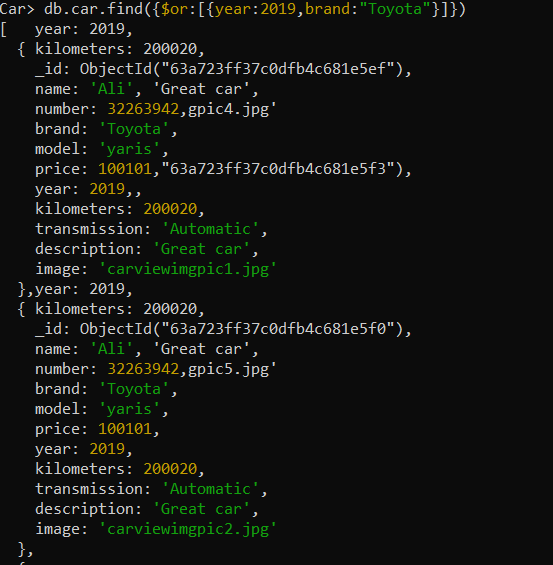 Car> db.car.find({$or:[{year:2019,brand:"Toyota"}]})
[   year: 2019,
  { kilometers: 200020,
    _id: ObjectId("63a723ff37c0dfb4c681e5ef"),
    name: 'Ali', 'Great car',
    number: 32263942,gpic4.jpg'
    brand: 'Toyota',
    model: 'yaris',
    price: 100101,"63a723ff37c0dfb4c681e5f3"),
    year: 2019,,
    kilometers: 200020,
    transmission: 'Automatic',
    description: 'Great car',
    image: 'carviewimgpic1.jpg'
  },year: 2019,
  { kilometers: 200020,
    _id: ObjectId("63a723ff37c0dfb4c681e5f0"),
    name: 'Ali', 'Great car',
    number: 32263942,gpic5.jpg'
    brand: 'Toyota',
    model: 'yaris',
    price: 100101,
    year: 2019,
    kilometers: 200020,
    transmission: 'Automatic',
    description: 'Great car',
    image: 'carviewimgpic2.jpg'
  },
  {